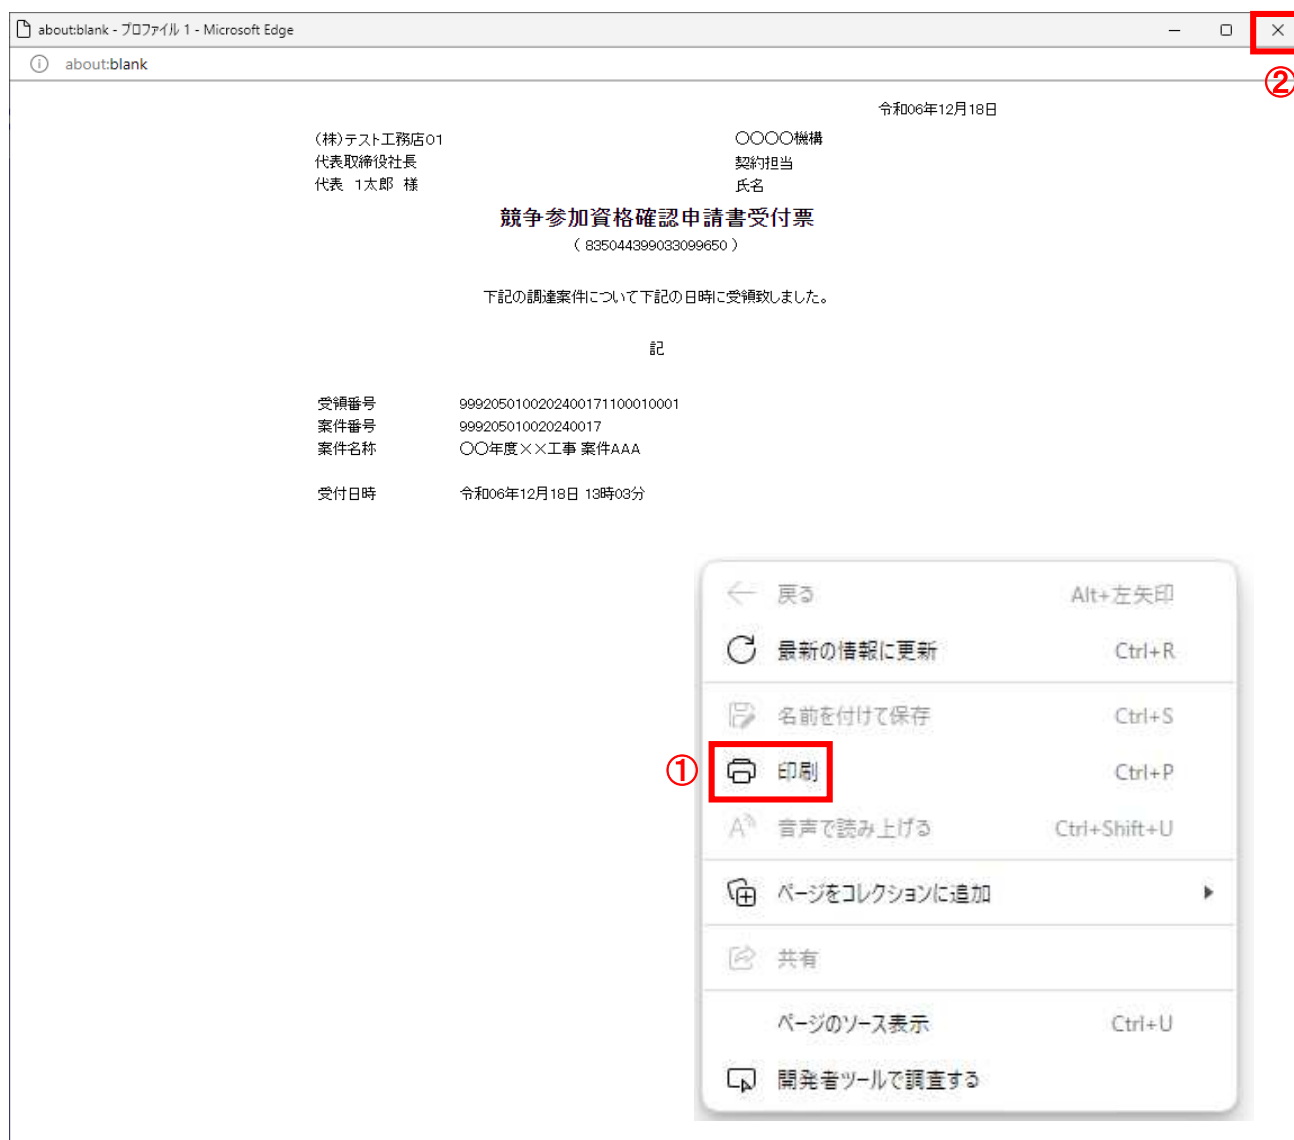 about:blank - プロファイル 1 - Microsoft Edge
②
about:blank
令和06年12月18日
(株)テスト工務店01
〇〇〇〇機構
代表取締役社長
契約担当
代表 1太郎 様
氏名
競争参加資格確認申請書受付票
( 835044399033099650 )
下記の調達案件について下記の日時に受領致しました。
記
受領番号 9992050100202400171100010001
案件番号 999205010020240017
案件名称 〇〇年度××工事 案件AAA
受付日時 令和06年12月18日 13時03分
戻る Alt+左矢印
最新の情報に更新 Ctrl+R
名前を付けて保存 Ctrl+S
① 印刷 Ctrl+P
音声で読み上げる Ctrl+Shift+U
ページをコレクションに追加
共有
ページのソース表示 Ctrl+U
開発者ツールで調査する